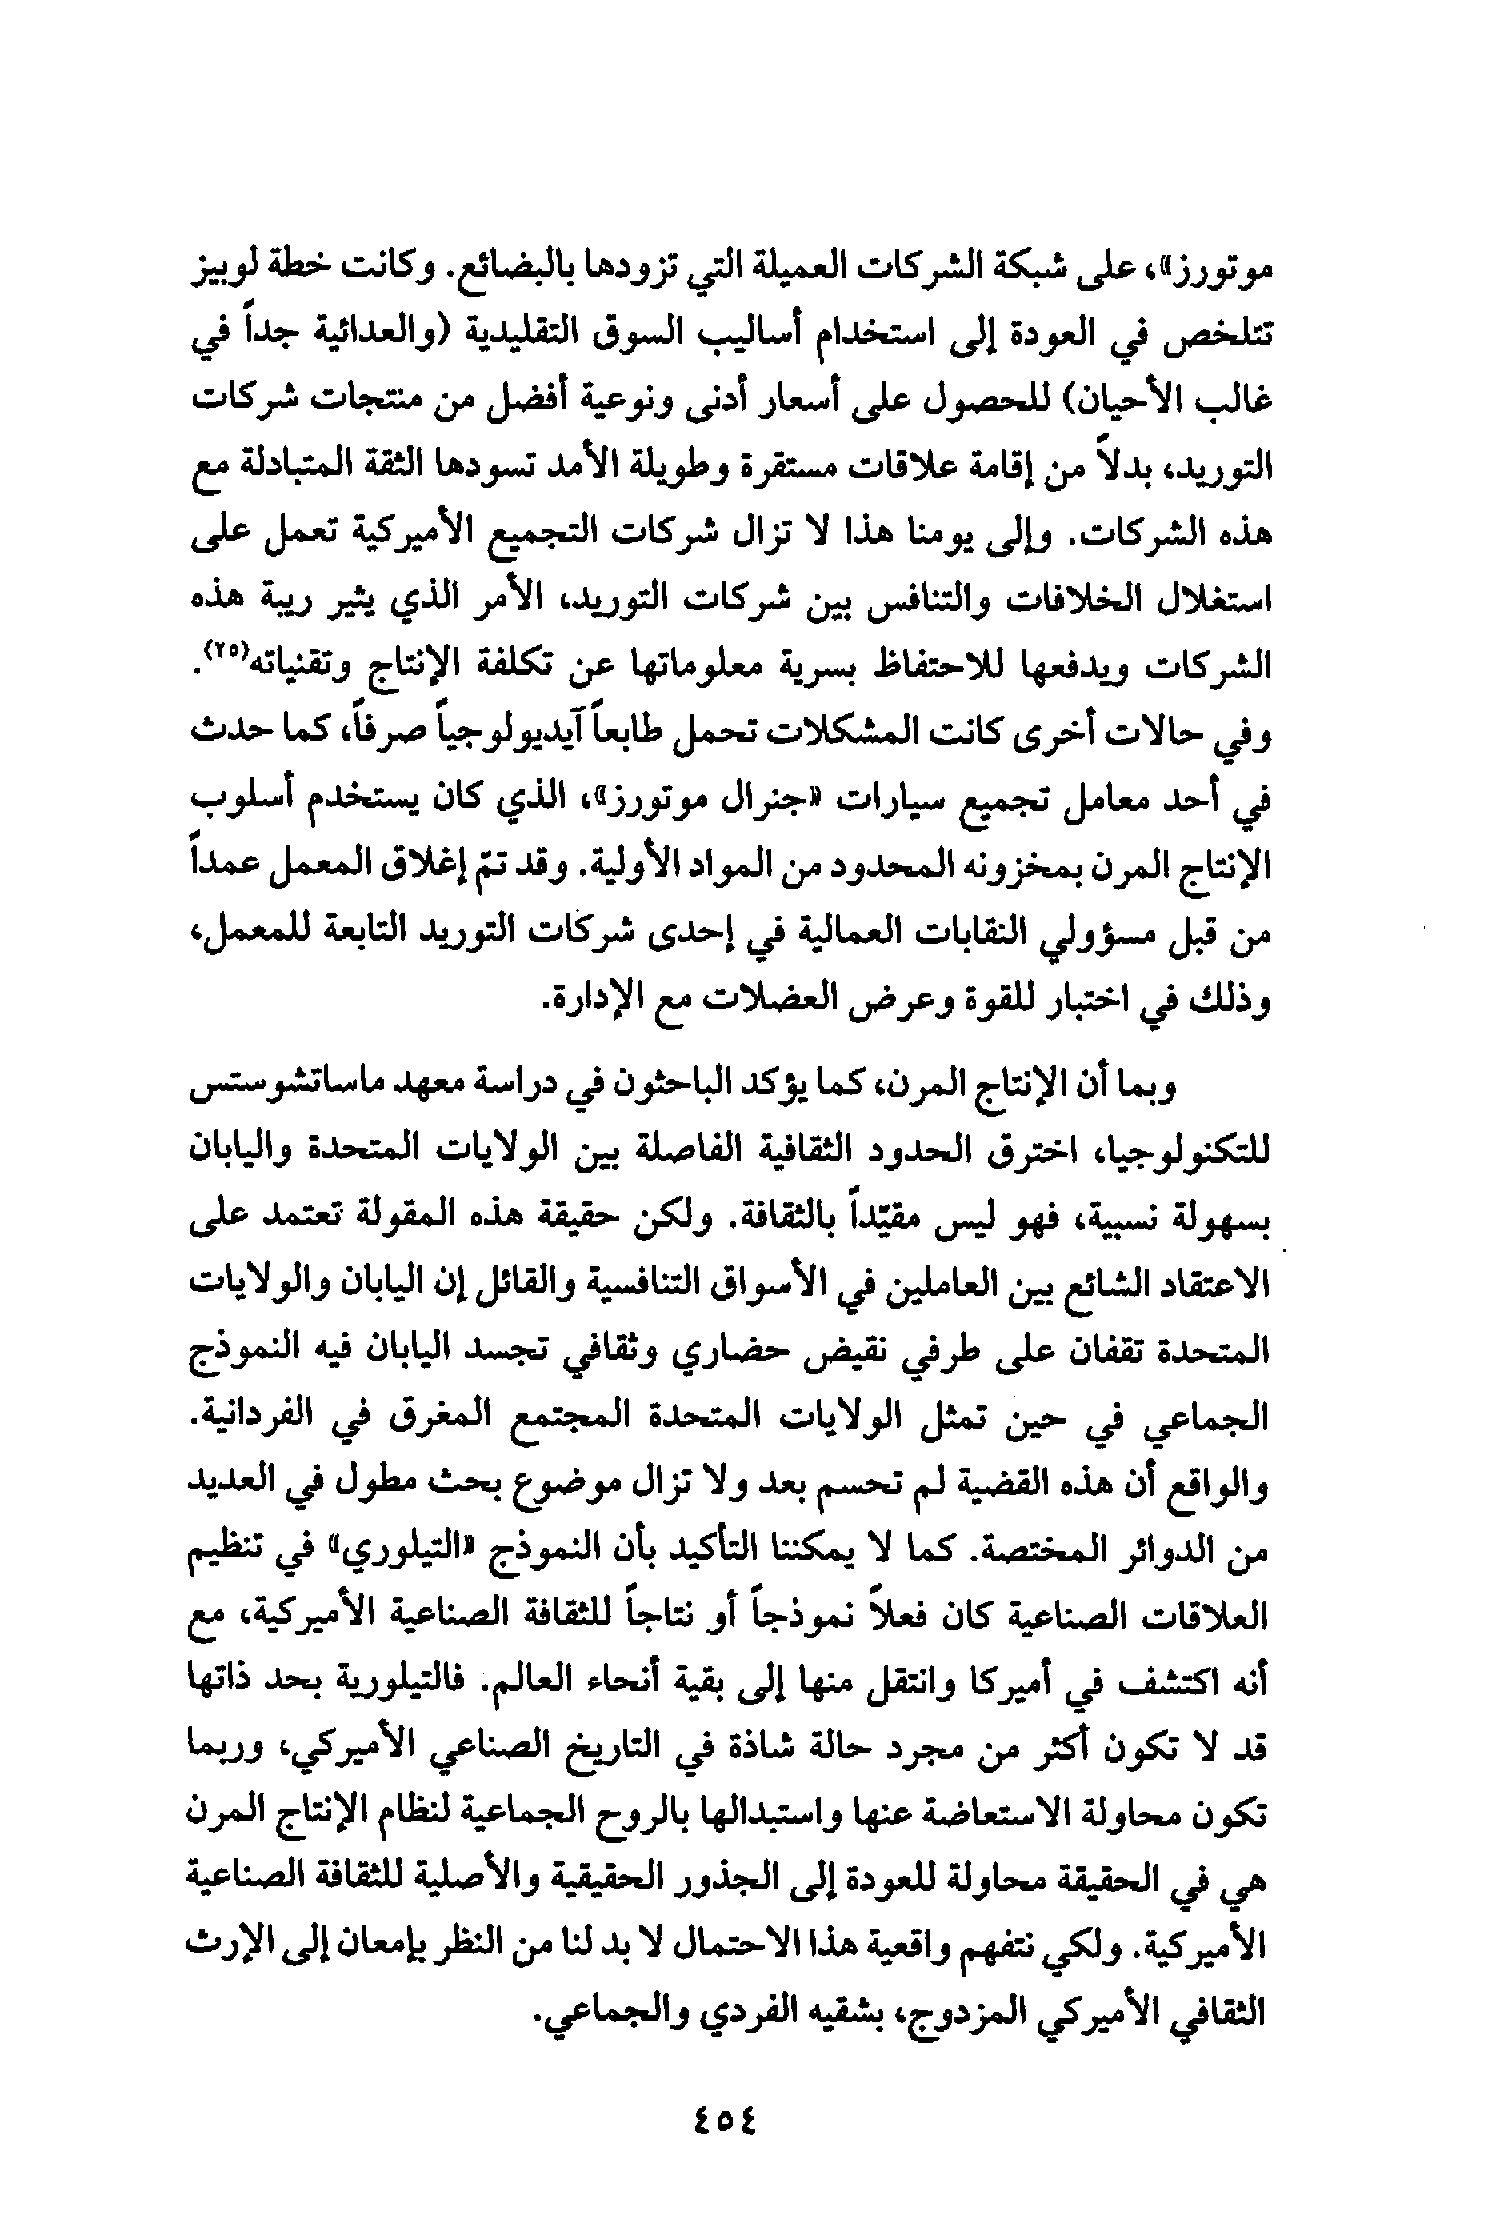 موتورز»، على شبكة الشركات العميلة التي تزودها بالبضائع. وكانت خطة لوبيز
تتلخص في العودة إلى استخدام أساليب السوق التقليدية (والعدائية جداً في
غالب الأحيان) للحصول على أسعار أدنى ونوعية أفضل من منتجات شركات
التوريد، بدلاً من إقامة علاقات مستقرة وطويلة الأمد تسودها الثقة المتبادلة مع
هذه الشركات. وإلى يومنا هذا لا تزال شركات التجميع الأميركية تعمل على
استغلال الخلافات والتنافس بين شركات التوريد، الأمر الذي يثير ريبة هذه
الشركات ويدفعها للاحتفاظ بسرية معلوماتها عن تكلفة الإنتاج وتقنياته(٢٥).
وفي حالات أخرى كانت المشكلات تحمل طابعاً آيديولوجياً صرفاً، كما حدث
في أحد معامل تجميع سيارات «جنرال موتورز»، الذي كان يستخدم أسلوب
الإنتاج المرن بمخزونه المحدود من المواد الأولية. وقد تمّ إغلاق المعمل عمداً
من قبل مسؤولي النقابات العمالية في إحدى شركات التوريد التابعة للمعمل،
وذلك في اختبار للقوة وعرض العضلات مع الإدارة.
وبما أن الإنتاج المرن، كما يؤكد الباحثون في دراسة معهد ماساتشوستس
للتكنولوجيا، اخترق الحدود الثقافية الفاصلة بين الولايات المتحدة واليابان
بسهولة نسبية، فهو ليس مقيّداً بالثقافة. ولكن حقيقة هذه المقولة تعتمد على
الاعتقاد الشائع بين العاملين في الأسواق التنافسية والقائل إن اليابان والولايات
المتحدة تقفان على طرفي نقيض حضاري وثقافي تجسد اليابان فيه النموذج
الجماعي في حين تمثل الولايات المتحدة المجتمع المغرق في الفردانية.
والواقع أن هذه القضية لم تحسم بعد ولا تزال موضوع بحث مطول في العديد
من الدوائر المختصة. كما لا يمكننا التأكيد بأن النموذج «التيلوري» في تنظيم
العلاقات الصناعية كان فعلاً نموذجاً أو نتاجاً للثقافة الصناعية الأميركية، مع
أنه اكتشف في أميركا وانتقل منها إلى بقية أنحاء العالم. فالتيلورية بحد ذاتها
قد لا تكون أكثر من مجرد حالة شاذة في التاريخ الصناعي الأميركي، وربما
تكون محاولة الاستعاضة عنها واستبدالها بالروح الجماعية لنظام الإنتاج المرن
هي في الحقيقة محاولة للعودة إلى الجذور الحقيقية والأصلية للثقافة الصناعية
الأميركية. ولكي نتفهم واقعية هذا الاحتمال لا بد لنا من النظر بإمعان إلى الإرث
الثقافي الأميركي المزدوج، بشقيه الفردي والجماعي.
٤٥٤